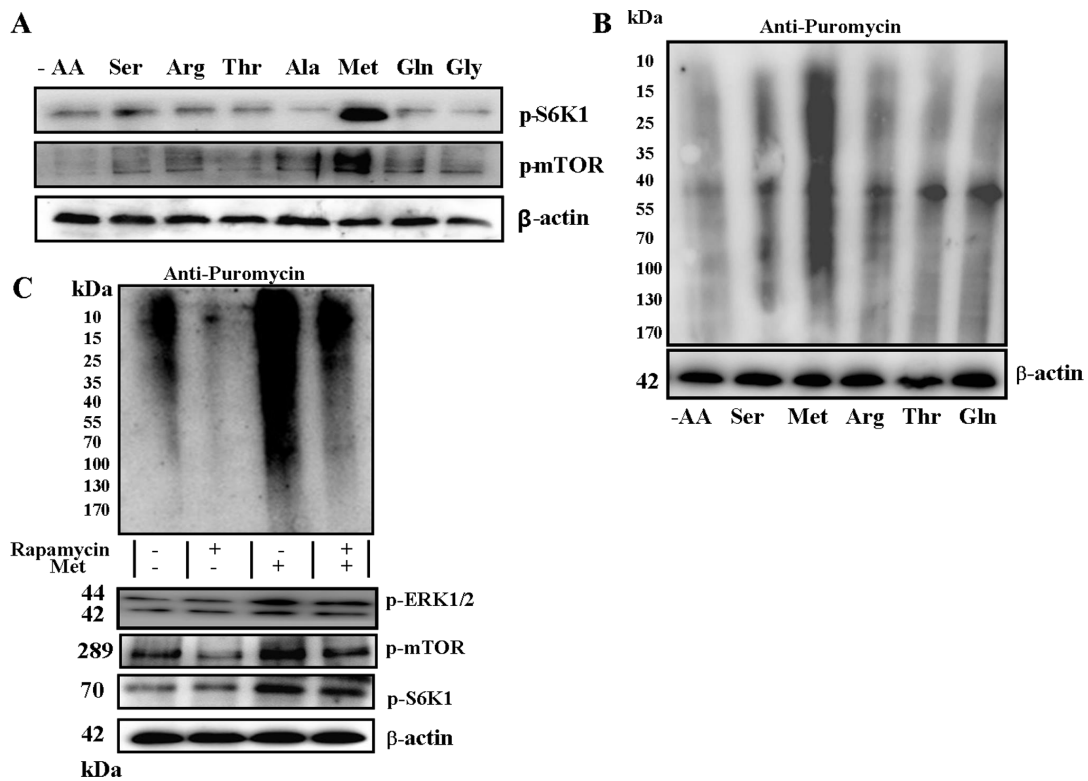 A
- AA Ser Arg Thr Ala Met Gln Gly
p-S6K1
p-mTOR
β-actin
B
kDa
Anti-Puromycin
10
15
25
35
40
55
70
100
130
170
42
β-actin
-AA Ser Met Arg Thr Gln
C
Anti-Puromycin
kDa
10
15
25
35
40
55
70
100
130
170
Rapamycin - + - +
Met - - + +
44
42
p-ERK1/2
289
p-mTOR
70
p-S6K1
42
β-actin
kDa